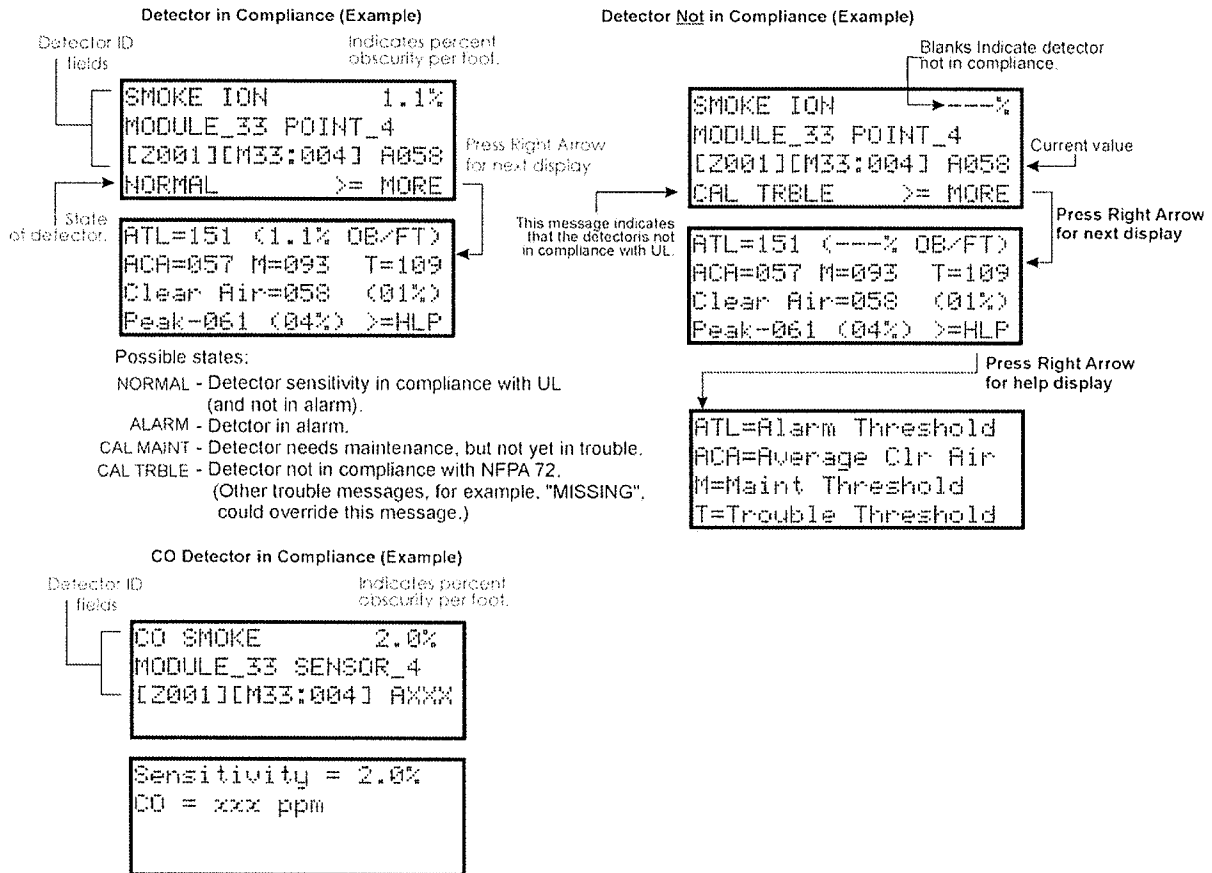 Detector in Compliance (Example)
Detector ID
fields
Indicates percent
obscurity per foot.
SMOKE ION 1.1%
MODULE_33 POINT_4
[Z001][M33:004] A058
NORMAL >= MORE
Press Right Arrow
for next display
State
of detector.
ATL=151 (1.1% OB/FT)
ACA=057 M=093 T=109
Clear Air=058 (01%)
Peak-061 (04%) >=HLP
Possible states:
NORMAL - Detector sensitivity in compliance with UL
(and not in alarm).
ALARM - Detctor in alarm.
CAL MAINT - Detector needs maintenance, but not yet in trouble.
CAL TRBLE - Detector not in compliance with NFPA 72.
(Other trouble messages, for example, "MISSING",
could override this message.)
Detector Not in Compliance (Example)
Blanks Indicate detector
not in compliance.
SMOKE ION ---%
MODULE_33 POINT_4
[Z001][M33:004] A058
CAL TRBLE >= MORE
Current value
This message indicates
that the detectoris not
in compliance with UL.
Press Right Arrow
for next display
ATL=151 (---% OB/FT)
ACA=057 M=093 T=109
Clear Air=058 (01%)
Peak-061 (04%) >=HLP
Press Right Arrow
for help display
ATL=Alarm Threshold
ACA=Average Clr Air
M=Maint Threshold
T=Trouble Threshold
CO Detector in Compliance (Example)
Detector ID
fields
Indicates percent
obscurity per foot.
CO SMOKE 2.0%
MODULE_33 SENSOR_4
[Z001][M33:004] AXXX
Sensitivity = 2.0%
CO = xxx ppm